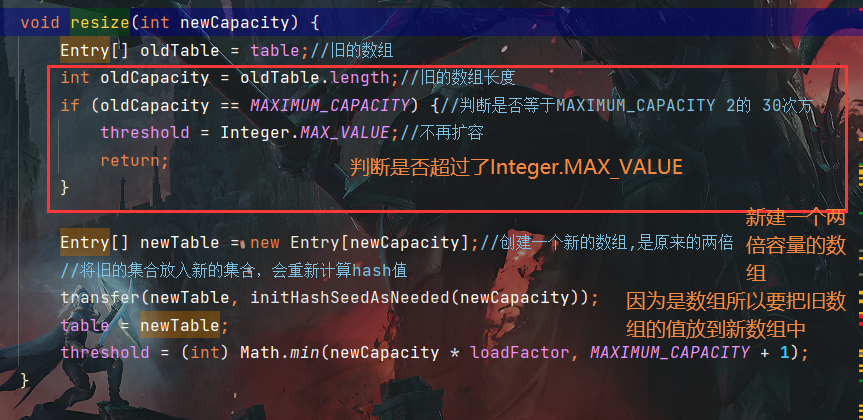 void resize(int newCapacity) {
Entry[] oldTable = table;//旧的数组
int oldCapacity = oldTable.length;//旧的数组长度
if (oldCapacity == MAXIMUM_CAPACITY) {//判断是否等于MAXIMUM_CAPACITY 2的 30次方
threshold = Integer.MAX_VALUE;//不再扩容
return;
判断是否超过了Integer.MAX_VALUE
}
新建一个两
倍容量的数
组
Entry[] newTable = new Entry[newCapacity];//创建一个新的数组,是原来的两倍
//将旧的集合放入新的集合，会重新计算hash值
transfer(newTable, initHashSeedAsNeeded(newCapacity));
因为是数组所以要把旧数
组的值放到新数组中
table = newTable;
threshold = (int) Math.min(newCapacity * loadFactor, MAXIMUM_CAPACITY + 1);
}